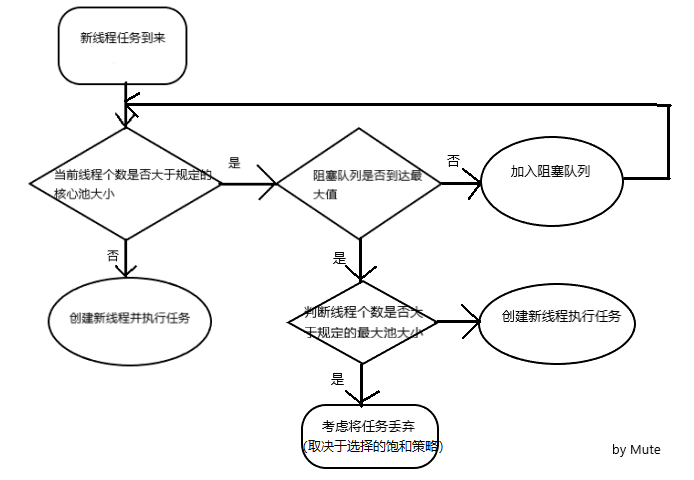 新线程任务到来
当前线程个数是否大于规定的
核心池大小
是
阻塞队列是否到达最
大值
否
加入阻塞队列
否
创建新线程并执行任务
是
判断线程个数是否大
于规定的最大池大小
创建新线程执行任务
是
考虑将任务丢弃
(取决于选择的饱和策略)
by Mute